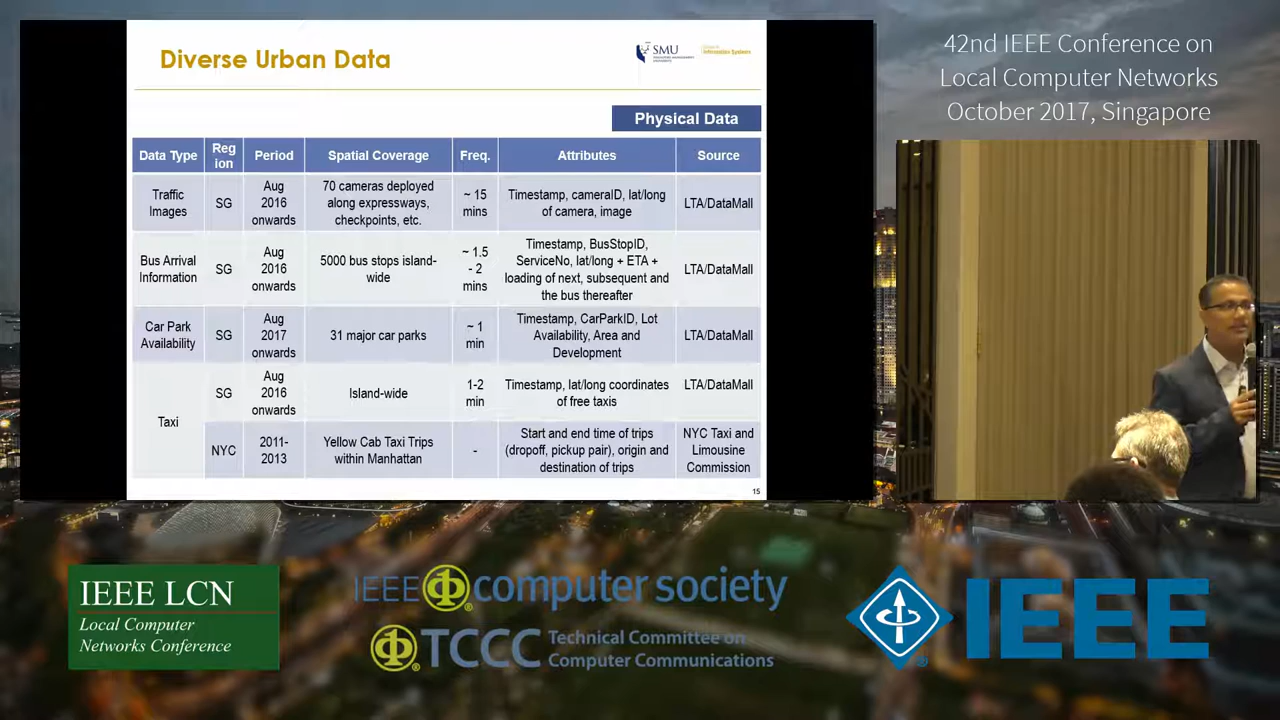 Diverse Urban Data
SMU
Physical Data
Data Type
Reg
ion
Period
Spatial Coverage
Freq.
Attributes
Source
Traffic
Images
SG
Aug
2016
onwards
70 cameras deployed
along expressways,
checkpoints, etc.
~ 15
mins
Timestamp, cameraID, lat/long
of camera, image
LTA/DataMall
Bus Arrival
Information
SG
Aug
2016
onwards
5000 bus stops island-
wide
~ 1.5
- 2
mins
Timestamp, BusStopID,
ServiceNo, lat/long + ETA +
loading of next, subsequent and
the bus thereafter
LTA/DataMall
Car Park
Availability
SG
Aug
2017
onwards
31 major car parks
~ 1
min
Timestamp, CarParkID, Lot
Availability, Area and
Development
LTA/DataMall
Taxi
SG
Aug
2016
onwards
Island-wide
1-2
min
Timestamp, lat/long coordinates
of free taxis
LTA/DataMall
NYC
2011-
2013
Yellow Cab Taxi Trips
within Manhattan
-
Start and end time of trips
(dropoff, pickup pair), origin and
destination of trips
NYC Taxi and
Limousine
Commission
15
42nd IEEE Conference on
Local Computer Networks
October 2017, Singapore
IEEE LCN
Local Computer
Networks Conference
IEEE computer society
TCCC Technical Committee on
Computer Communications
IEEE